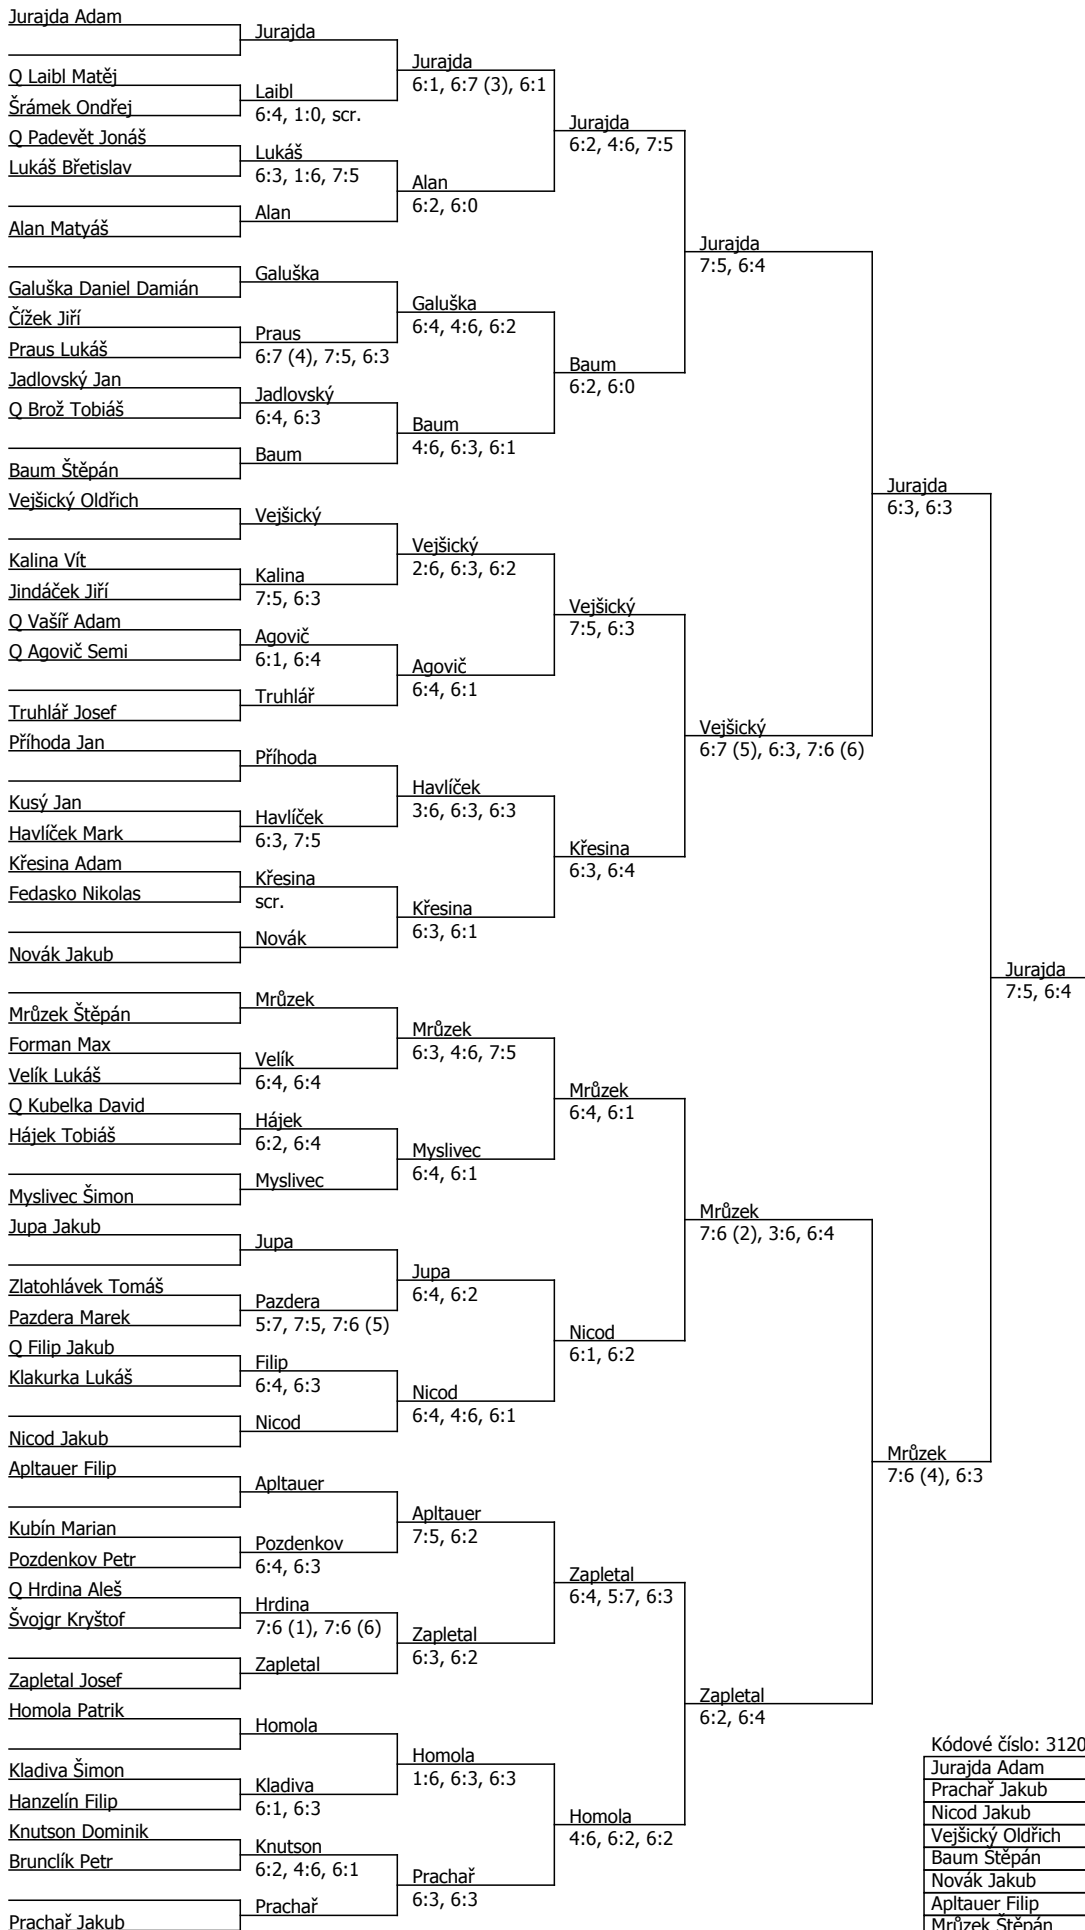 Jurajda Adam
Q Laibl Matěj
Šrámek Ondřej
Q Padevět Jonáš
Lukáš Břetislav
Alan Matyáš
Galuška Daniel Damián
Čížek Jiří
Praus Lukáš
Jadlovský Jan
Q Brož Tobiáš
Baum Štěpán
Vejšický Oldřich
Kalina Vít
Jindáček Jiří
Q Vašíř Adam
Q Agovič Semi
Truhlář Josef
Příhoda Jan
Kusý Jan
Havlíček Mark
Křesina Adam
Fedasko Nikolas
Novák Jakub
Mrůzek Štěpán
Forman Max
Velík Lukáš
Q Kubelka David
Hájek Tobiáš
Myslivec Šimon
Jupa Jakub
Zlatohlávek Tomáš
Pazdera Marek
Q Filip Jakub
Klakurka Lukáš
Nicod Jakub
Apltauer Filip
Kubín Marian
Pozdenkov Petr
Q Hrdina Aleš
Švojgr Kryštof
Zapletal Josef
Homola Patrik
Kladiva Šimon
Hanzelín Filip
Knutson Dominik
Brunclík Petr
Prachař Jakub
Jurajda
Laibl
6:4, 1:0, scr.
Lukáš
6:3, 1:6, 7:5
Alan
Galuška
Praus
6:7 (4), 7:5, 6:3
Jadlovský
6:4, 6:3
Baum
Vejšický
Kalina
7:5, 6:3
Agovič
6:1, 6:4
Truhlář
Příhoda
Havlíček
6:3, 7:5
Křesina
scr.
Novák
Mrůzek
Velík
6:4, 6:4
Hájek
6:2, 6:4
Myslivec
Jupa
Pazdera
5:7, 7:5, 7:6 (5)
Filip
6:4, 6:3
Nicod
Apltauer
Pozdenkov
6:4, 6:3
Hrdina
7:6 (1), 7:6 (6)
Zapletal
Homola
Kladiva
6:1, 6:3
Knutson
6:2, 4:6, 6:1
Prachař
Jurajda
6:1, 6:7 (3), 6:1
Alan
6:2, 6:0
Galuška
6:4, 4:6, 6:2
Baum
4:6, 6:3, 6:1
Vejšický
2:6, 6:3, 6:2
Agovič
6:4, 6:1
Havlíček
3:6, 6:3, 6:3
Křesina
6:3, 6:1
Mrůzek
6:3, 4:6, 7:5
Myslivec
6:4, 6:1
Jupa
6:4, 6:2
Nicod
6:4, 4:6, 6:1
Apltauer
7:5, 6:2
Zapletal
6:3, 6:2
Homola
1:6, 6:3, 6:3
Prachař
6:3, 6:3
Jurajda
6:2, 4:6, 7:5
Baum
6:2, 6:0
Vejšický
7:5, 6:3
Křesina
6:3, 6:4
Mrůzek
6:4, 6:1
Nicod
6:1, 6:2
Zapletal
6:4, 5:7, 6:3
Homola
4:6, 6:2, 6:2
Jurajda
7:5, 6:4
Vejšický
6:7 (5), 6:3, 7:6 (6)
Mrůzek
7:6 (2), 3:6, 6:4
Zapletal
6:2, 6:4
Jurajda
6:3, 6:3
Mrůzek
7:6 (4), 6:3
Jurajda
7:5, 6:4
Kódové číslo: 3120
Jurajda Adam
Prachař Jakub
Nicod Jakub
Vejšický Oldřich
Baum Štěpán
Novák Jakub
Apltauer Filip
Mrůzek Štěpán